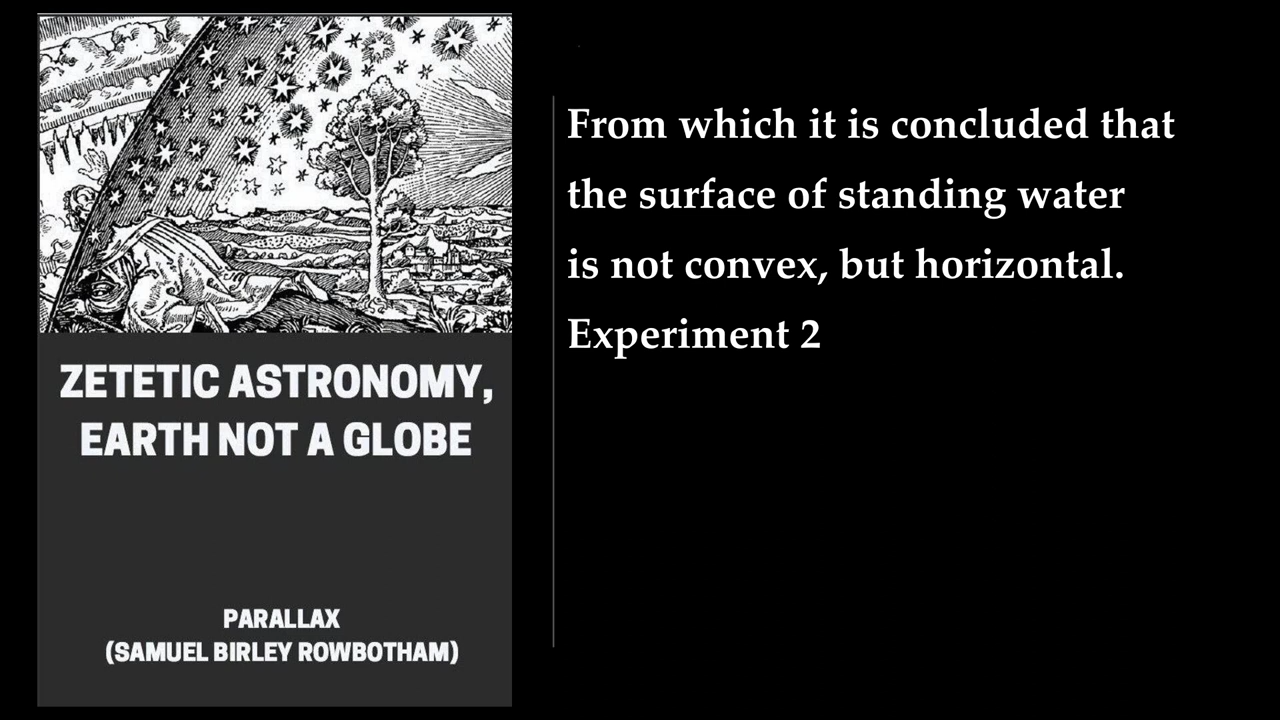 ZETETIC ASTRONOMY,
EARTH NOT A GLOBE
PARALLAX
(SAMUEL BIRLEY ROWBOTHAM)
From which it is concluded that
the surface of standing water
is not convex, but horizontal.
Experiment 2